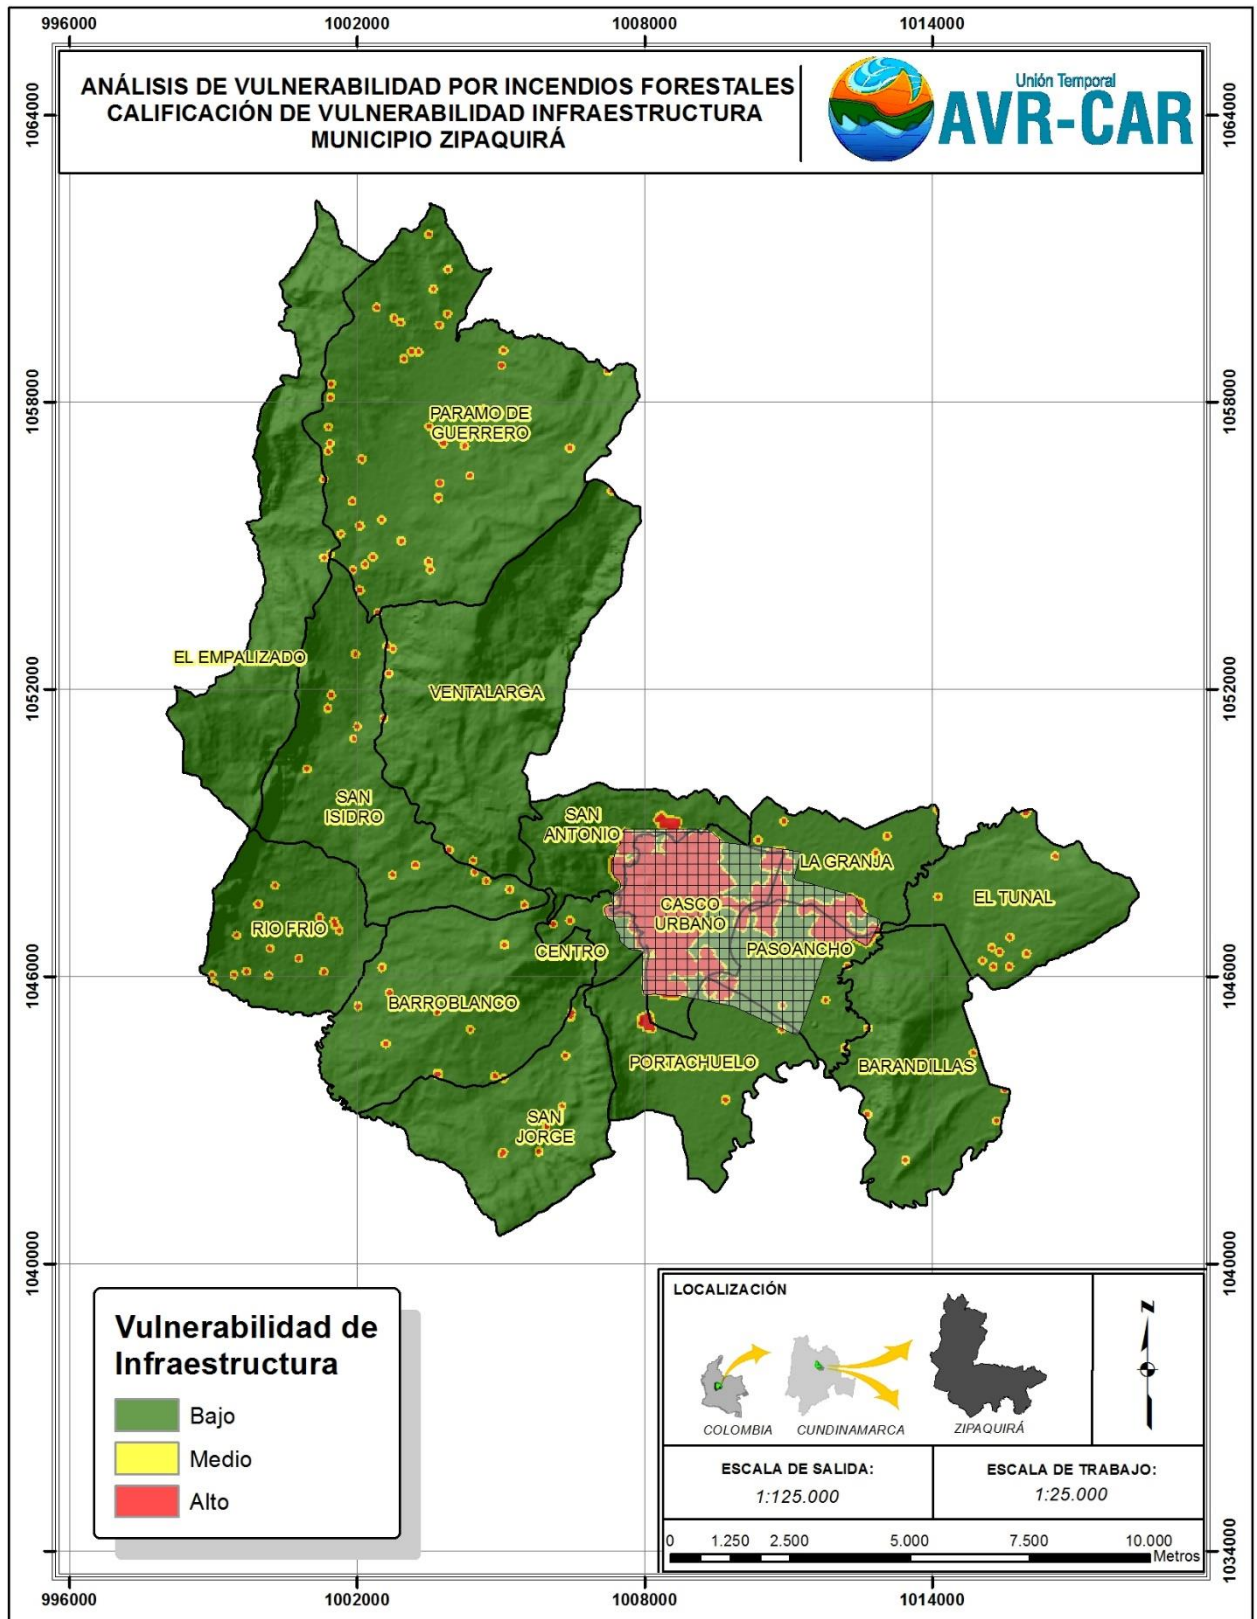 996000
1002000
1008000
1014000
ANÁLISIS DE VULNERABILIDAD POR INCENDIOS FORESTALES
CALIFICACIÓN DE VULNERABILIDAD INFRAESTRUCTURA
MUNICIPIO ZIPAQUIRÁ
Unión Temporal
AVR-CAR
1064000
1064000
1058000
1058000
PARAMO DE
GUERRERO
EL EMPALIZADO
1052000
1052000
VENTALARGA
SAN
ISIDRO
SAN
ANTONIO
LA GRANJA
EL TUNAL
CASCO
URBANO
RIO FRIO
CENTRO
PASOANCHO
1046000
1046000
BARROBLANCO
PORTACHUELO
BARANDILLAS
SAN
JORGE
1040000
1040000
Vulnerabilidad de
Infraestructura
Bajo
Medio
Alto
LOCALIZACIÓN
N
COLOMBIA
CUNDINAMARCA
ZIPAQUIRÁ
ESCALA DE SALIDA:
1:125.000
ESCALA DE TRABAJO:
1:25.000
0 1.250 2.500 5.000 7.500 10.000
Metros
1034000
996000
1002000
1008000
1014000